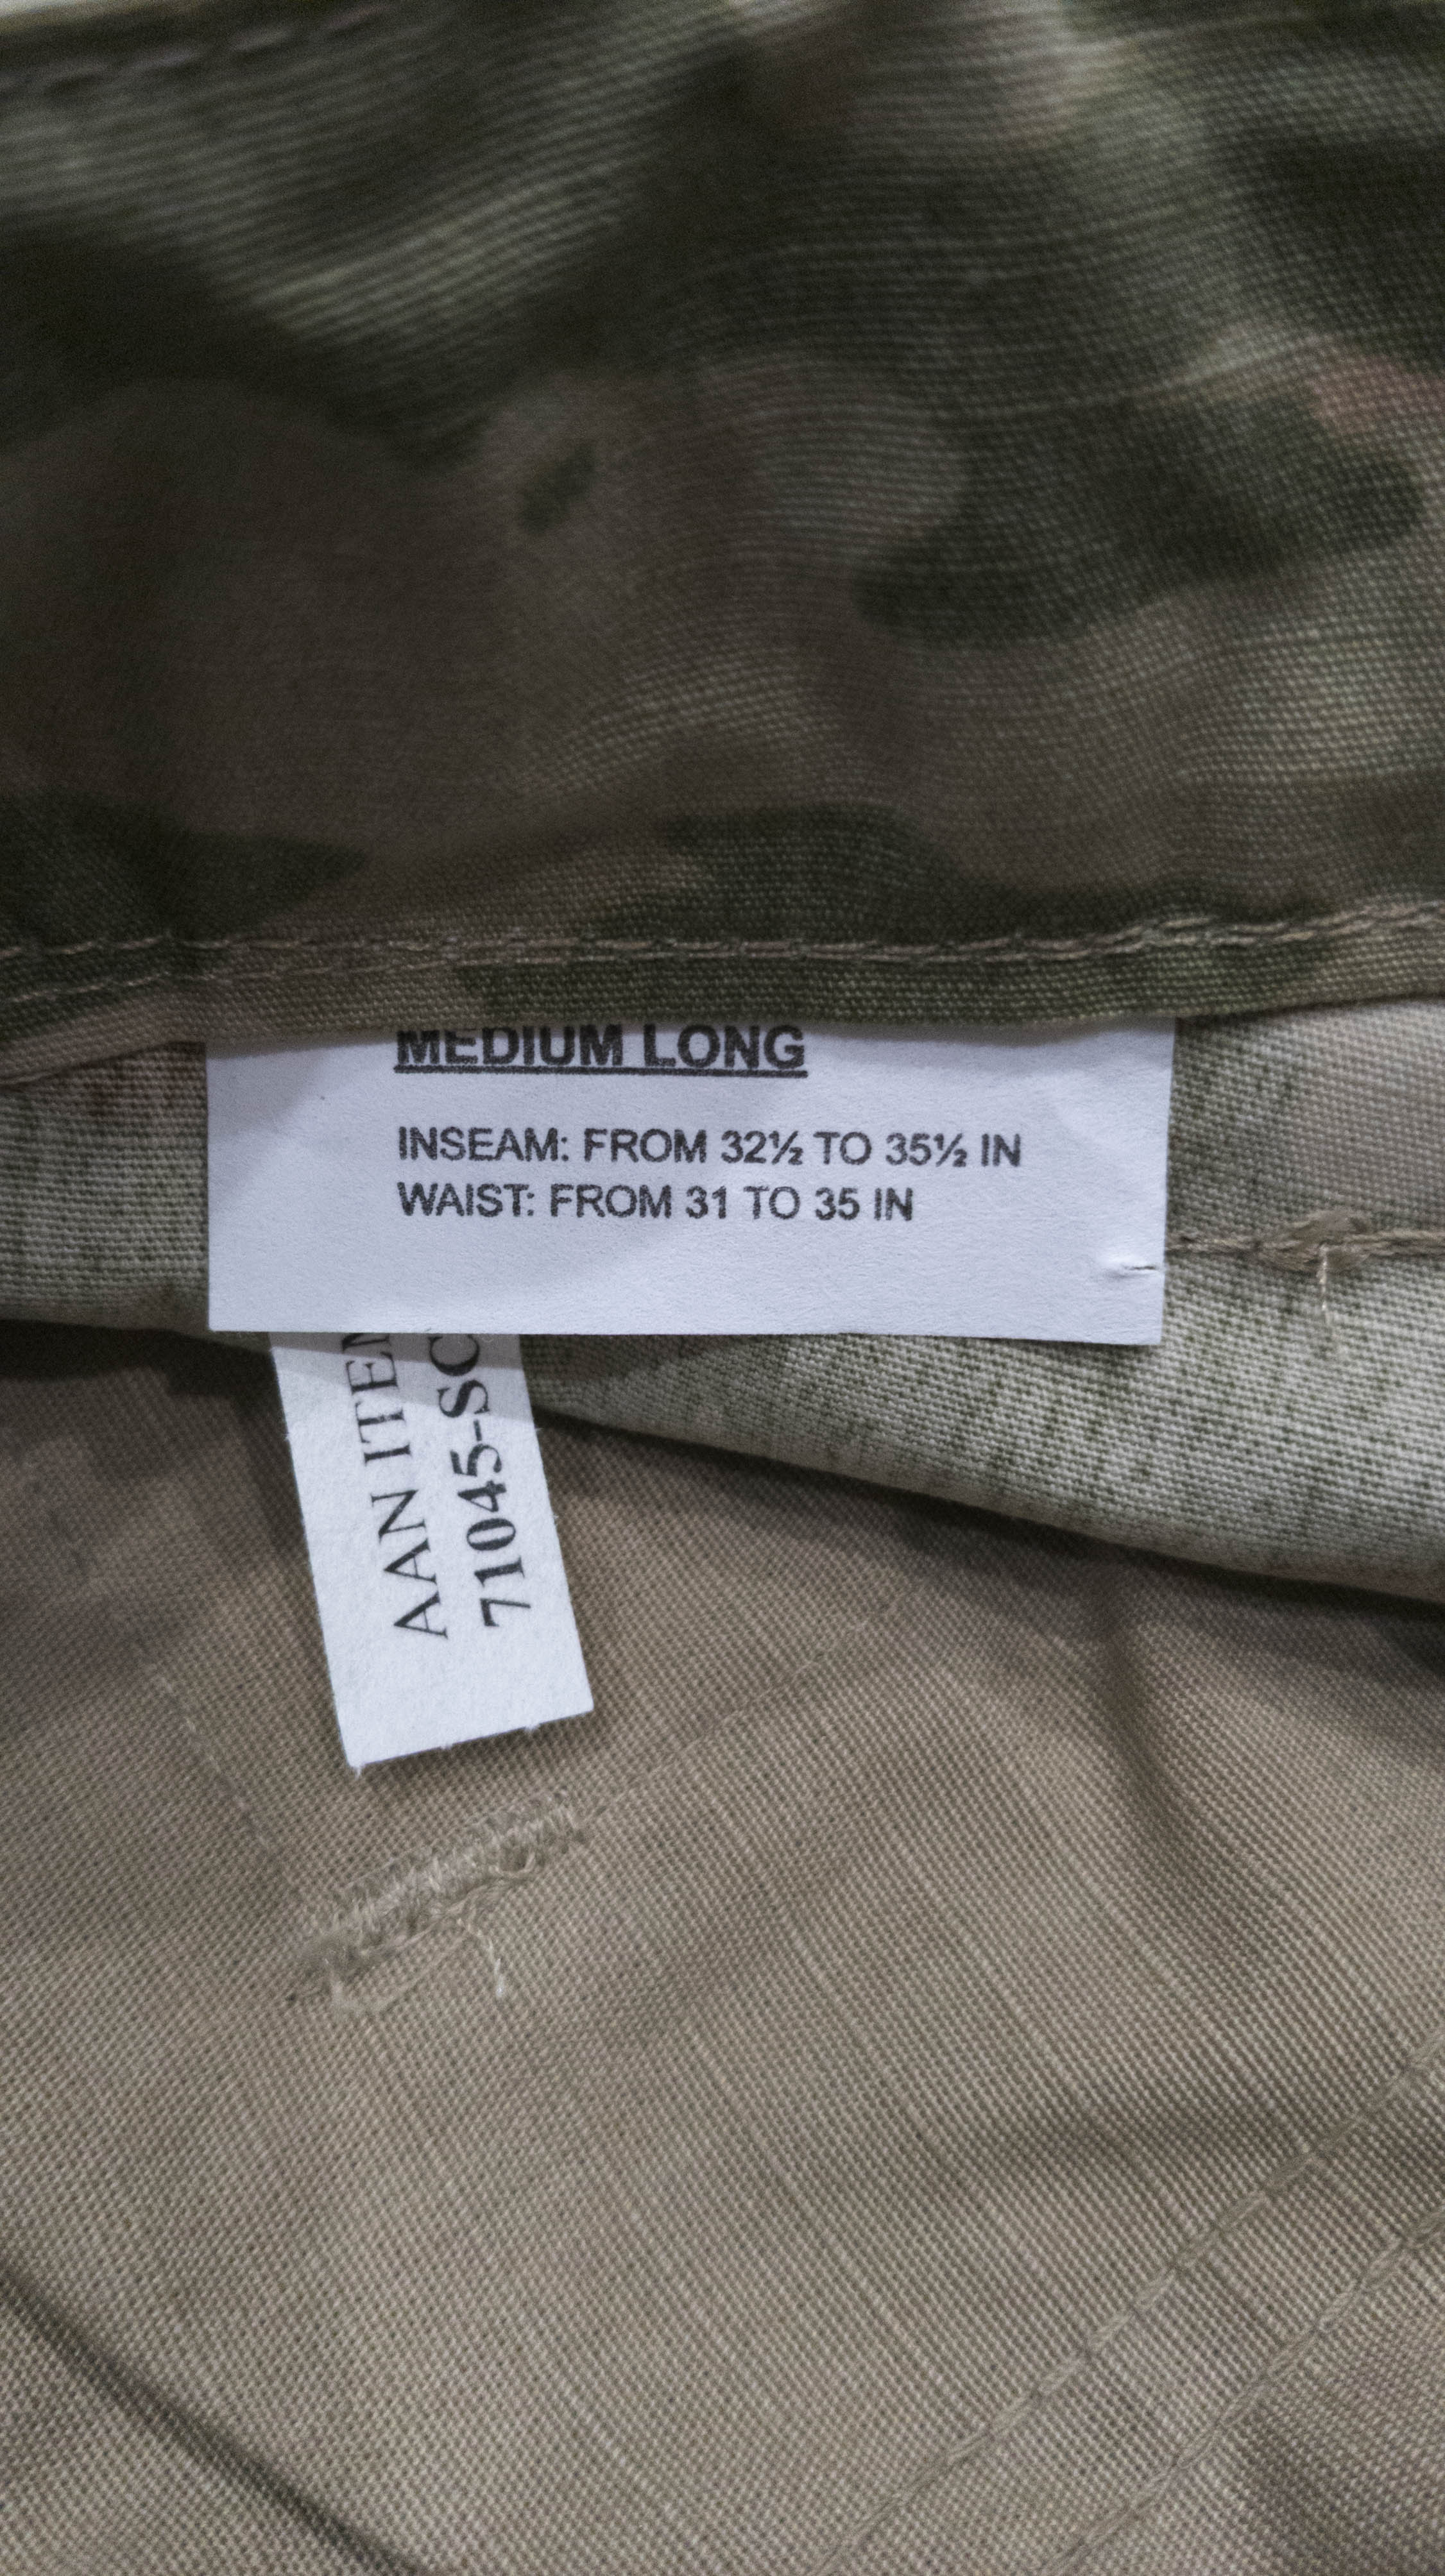 MEDIUM LONG
INSEAM: FROM 32½ TO 35½ IN
WAIST: FROM 31 TO 35 IN
AAN ITEM
71045-SC